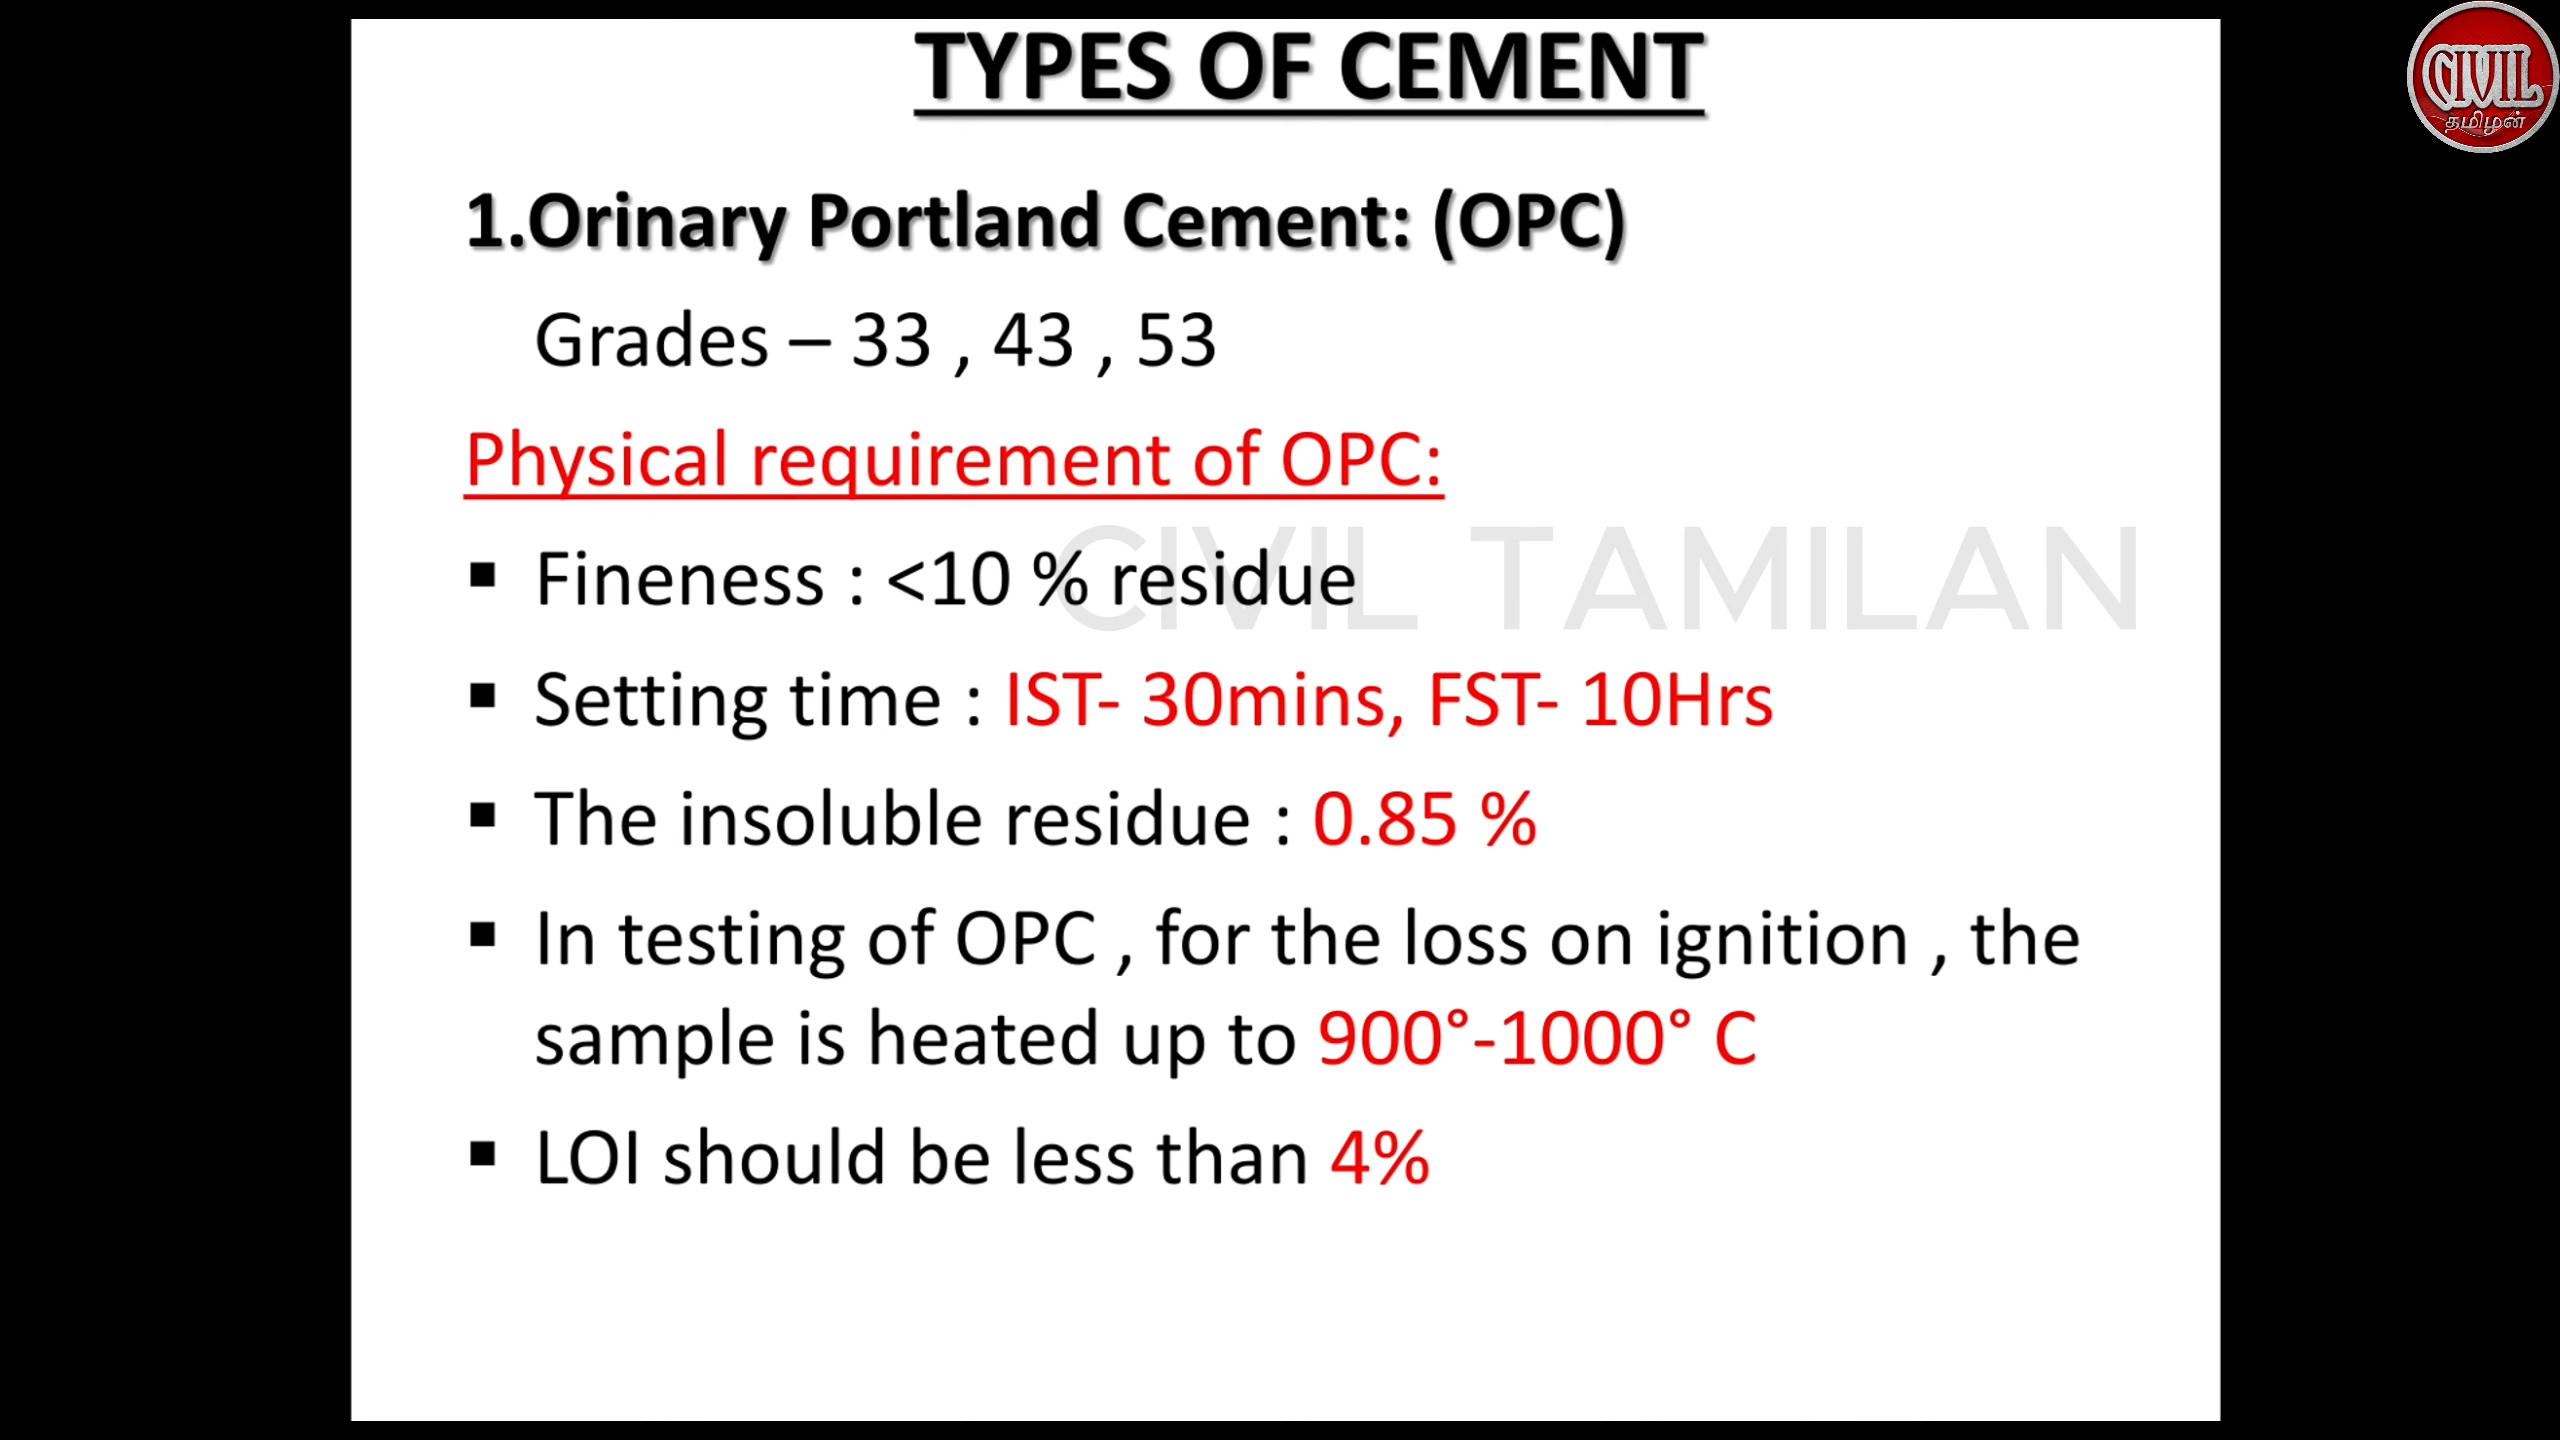 TYPES OF CEMENT
CIVIL
தமிழன்
1.Orinary Portland Cement: (OPC)
Grades – 33 , 43 , 53
Physical requirement of OPC:
CIVIL TAMILAN
▪ Fineness : <10 % residue
▪ Setting time : IST- 30mins, FST- 10Hrs
▪ The insoluble residue : 0.85 %
▪ In testing of OPC , for the loss on ignition , the
sample is heated up to 900°-1000° C
▪ LOI should be less than 4%